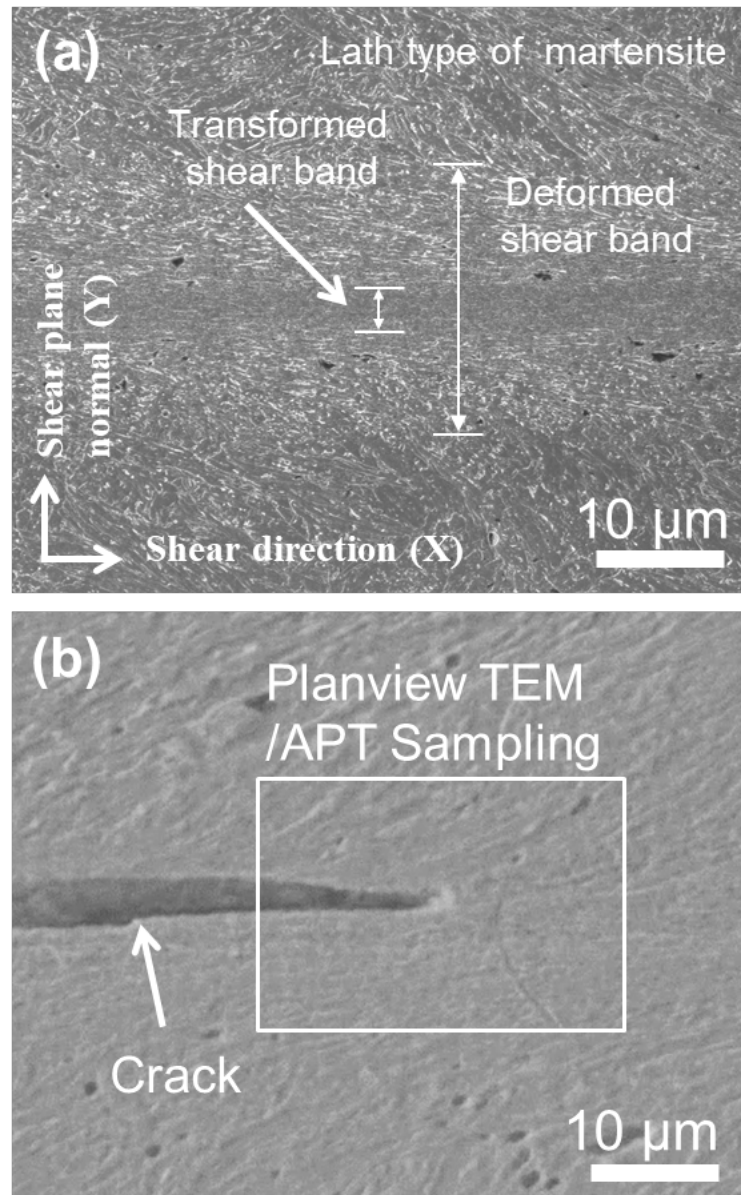 (a)
Lath type of martensite
Transformed
shear band
Deformed
shear band
Shear plane
normal (Y)
Shear direction (X)
10 μm
(b)
Planview TEM
/APT Sampling
Crack
10 μm